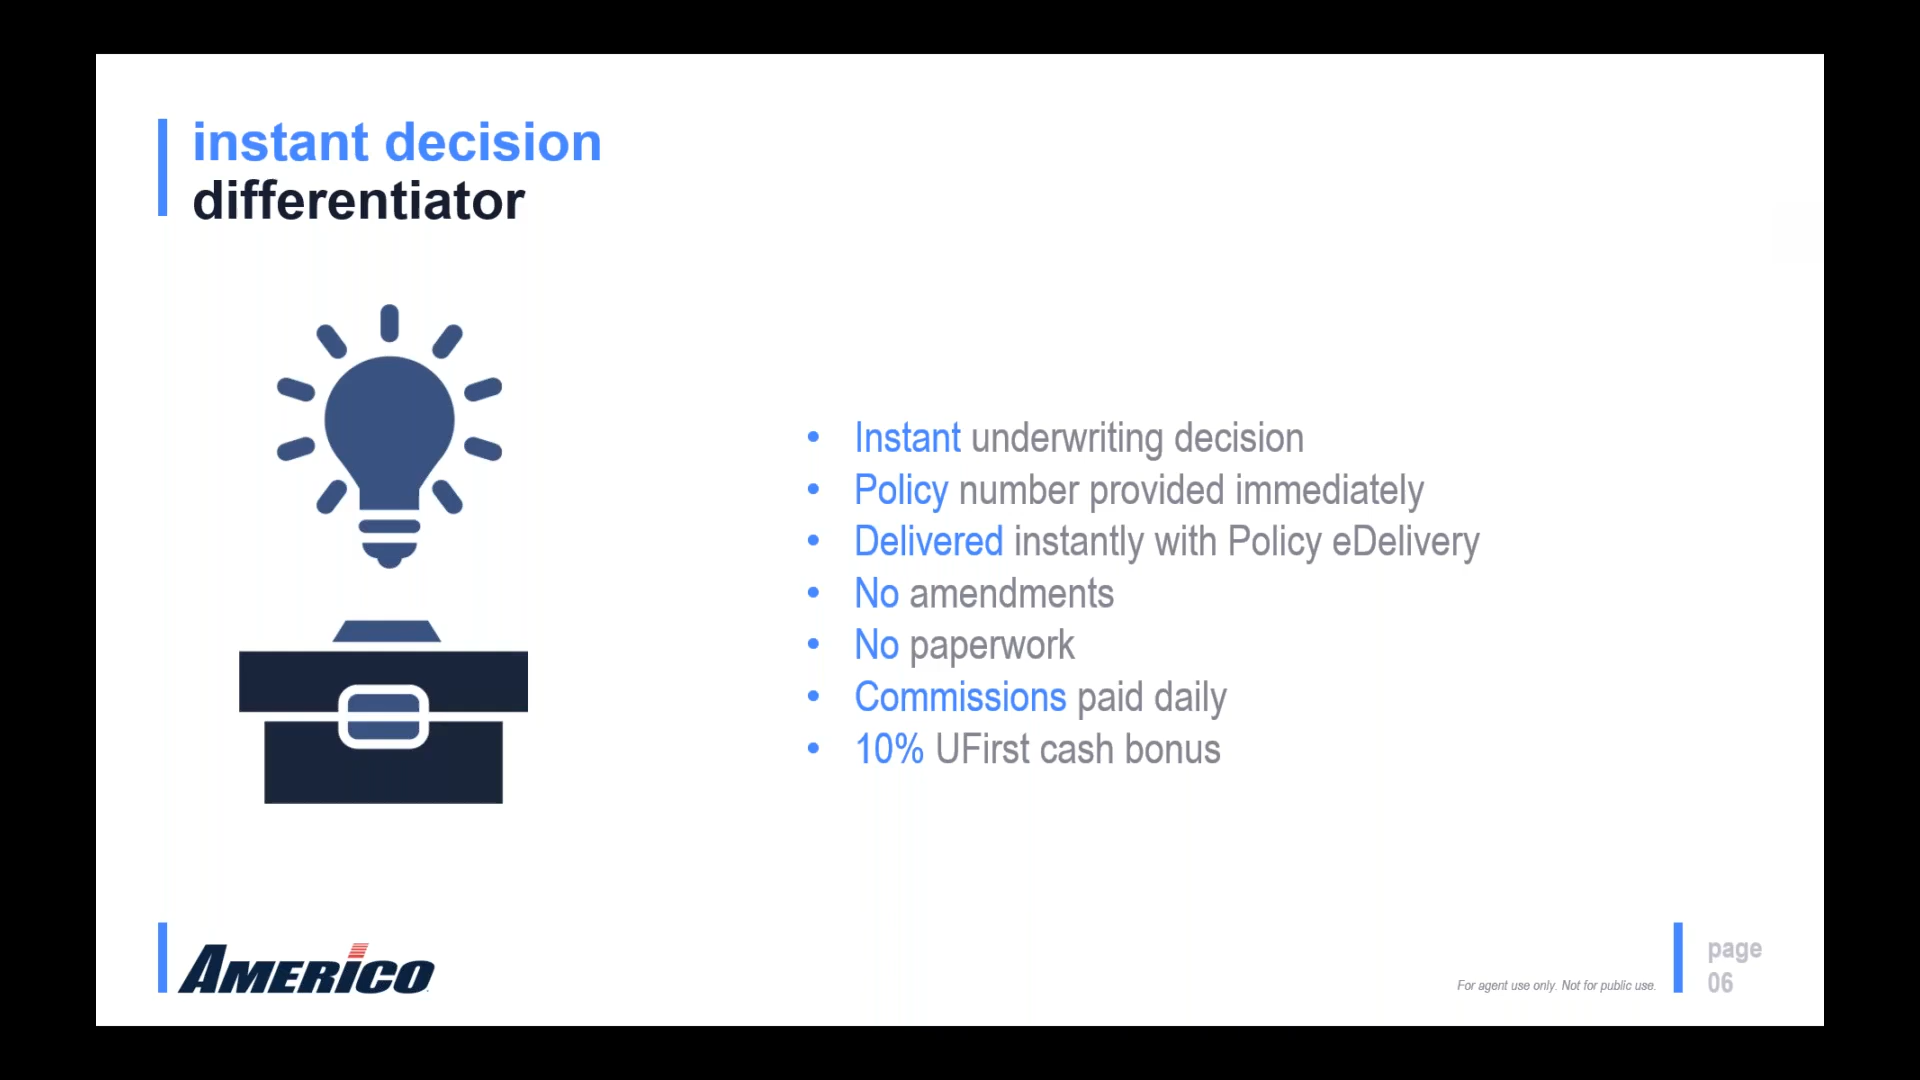 instant decision
differentiator
• Instant underwriting decision
• Policy number provided immediately
• Delivered instantly with Policy eDelivery
• No amendments
• No paperwork
• Commissions paid daily
• 10% UFirst cash bonus
AMERICO
For agent use only. Not for public use.
page
06